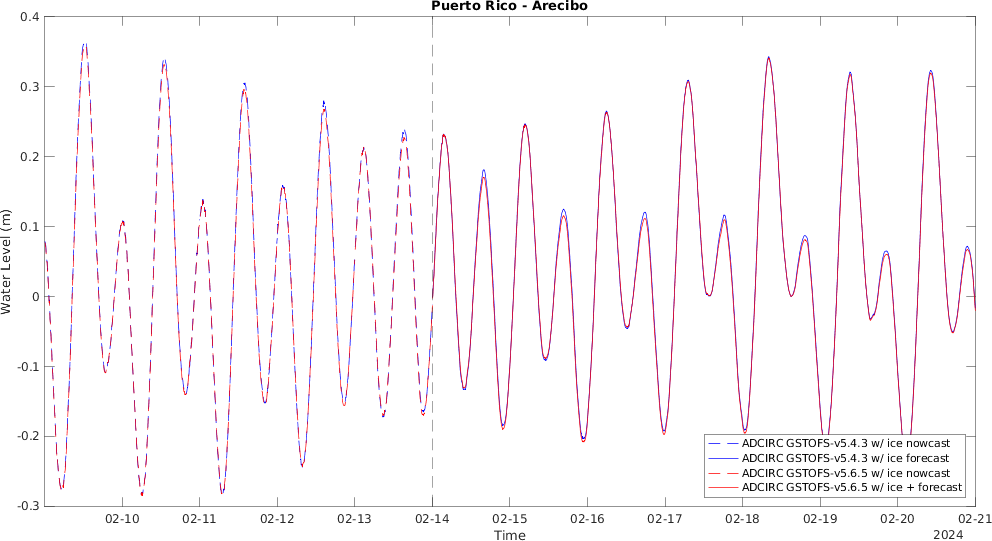 Puerto Rico - Arecibo
0.4
0.3
0.2
0.1
0
-0.1
-0.2
-0.3
Water Level (m)
ADCIRC GSTOFS-v5.4.3 w/ ice nowcast
ADCIRC GSTOFS-v5.4.3 w/ ice forecast
ADCIRC GSTOFS-v5.6.5 w/ ice nowcast
ADCIRC GSTOFS-v5.6.5 w/ ice + forecast
02-10 02-11 02-12 02-13 02-14 02-15 02-16 02-17 02-18 02-19 02-20 02-21
Time
2024